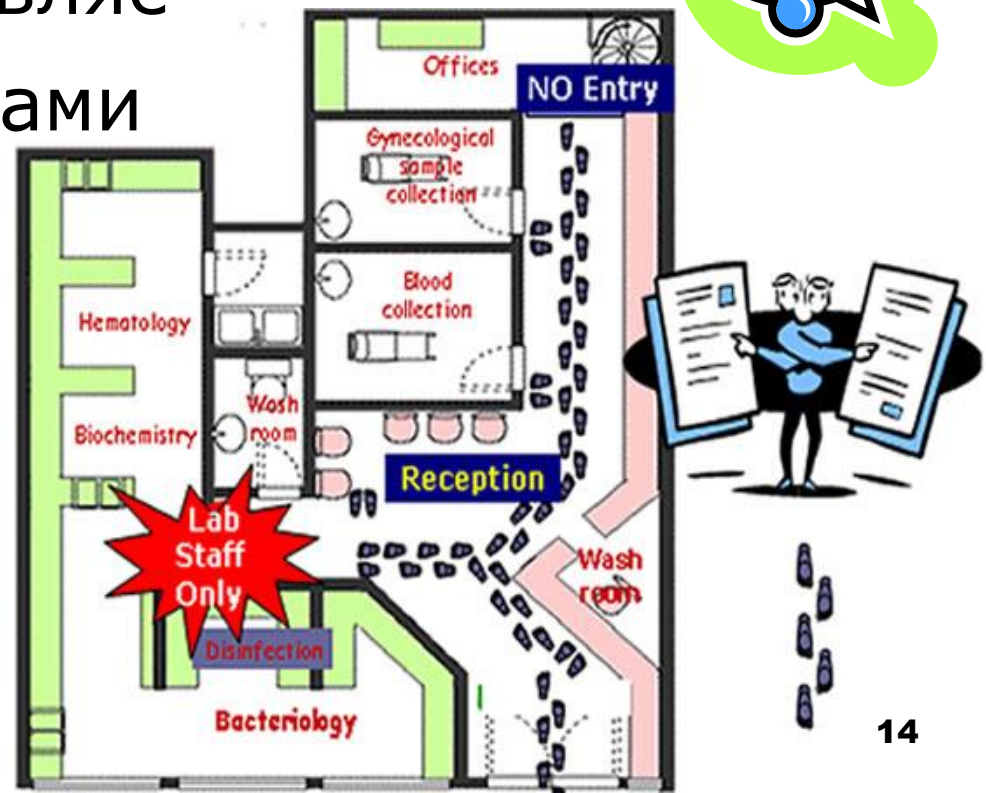 вляе
ами
Offices
NO Entry
Gynecological
sample
collection
Blood
collection
Hematology
Wash
room
Biochemistry
Reception
Lab
Staff
Only
Wash
room
Disinfection
Bacteriology
14